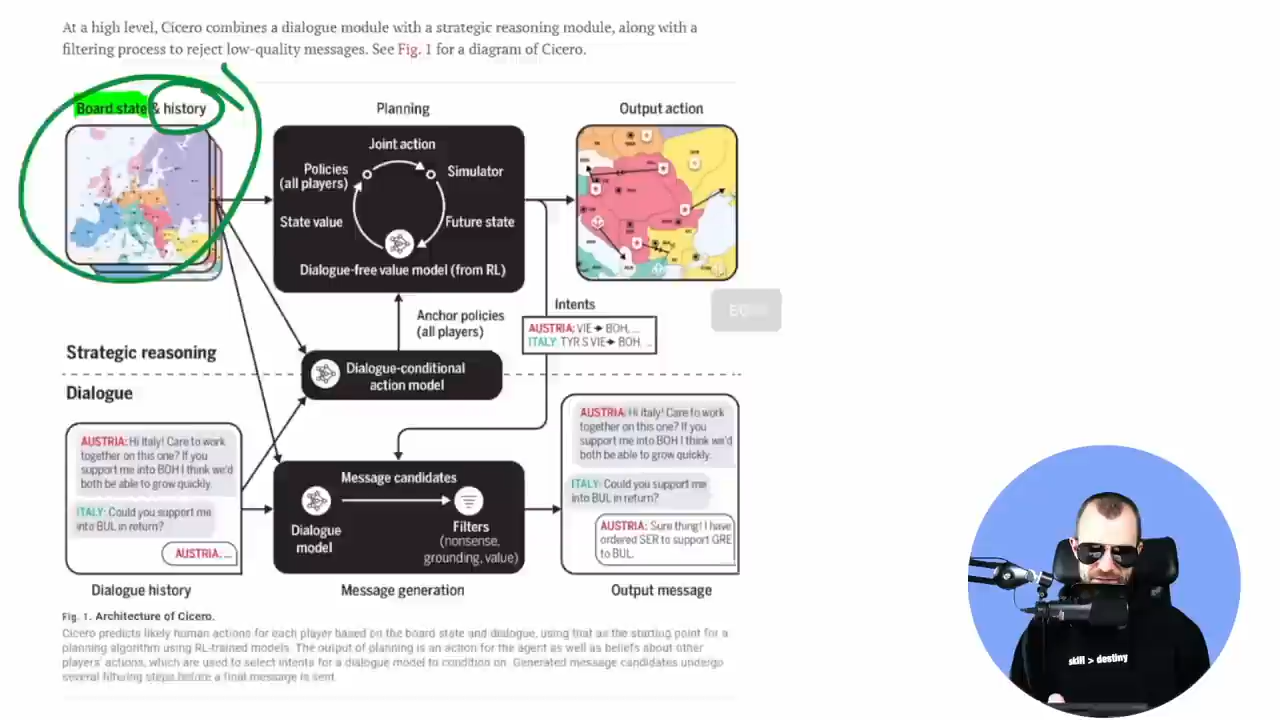 At a high level, Cicero combines a dialogue module with a strategic reasoning module, along with a
filtering process to reject low-quality messages. See Fig. 1 for a diagram of Cicero.
Board state & history
Planning
Output action
Joint action
Policies
(all players)
Simulator
State value
Future state
Dialogue-free value model (from RL)
Anchor policies
(all players)
Intents
AUSTRIA: VIE → BOH, ...
ITALY: TYR S VIE → BOH, ...
Strategic reasoning
Dialogue-conditional
action model
Dialogue
AUSTRIA: Hi Italy! Care to work
together on this one? If you
support me into BOH I think we'd
both be able to grow quickly.
ITALY: Could you support me
into BUL in return?
AUSTRIA: ...
Dialogue history
Message candidates
Dialogue
model
Filters
(nonsense,
grounding, value)
Message generation
AUSTRIA: Hi Italy! Care to work
together on this one? If you
support me into BOH I think we'd
both be able to grow quickly.
ITALY: Could you support me
into BUL in return?
AUSTRIA: Sure thing! I have
ordered SER to support GRE
to BUL.
Output message
Fig. 1. Architecture of Cicero.
Cicero predicts likely human actions for each player based on the board state and dialogue, using that as the starting point for a
planning algorithm using RL-trained models. The output of planning is an action for the agent as well as beliefs about other
players' actions, which are used to select intents for a dialogue model to condition on. Generated message candidates undergo
several filtering steps before a final message is sent.
skill > destiny